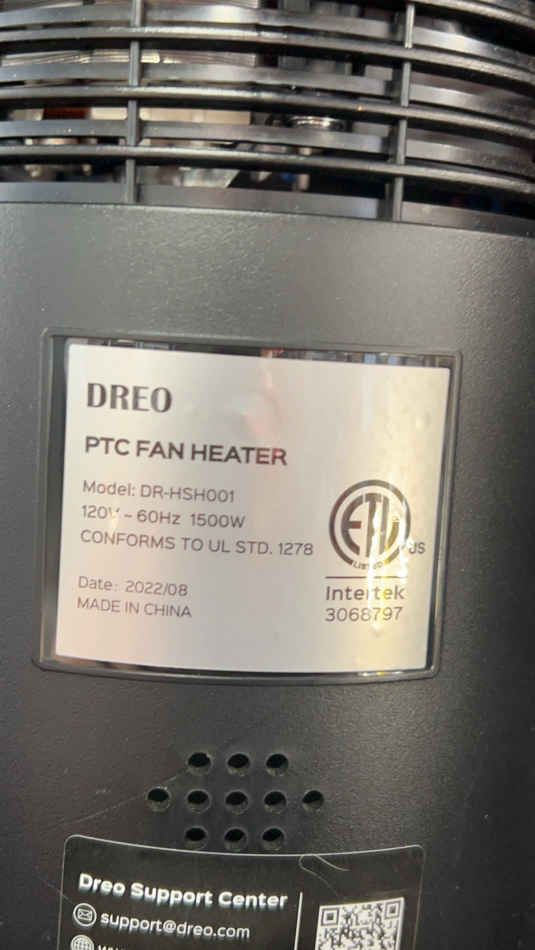 DREO
PTC FAN HEATER
Model: DR-HSH001
120V ~ 60Hz 1500W
CONFORMS TO UL STD. 1278
Date: 2022/08
MADE IN CHINA
ETL
LISTED
US
Intertek
3068797
Dreo Support Center
support@dreo.com